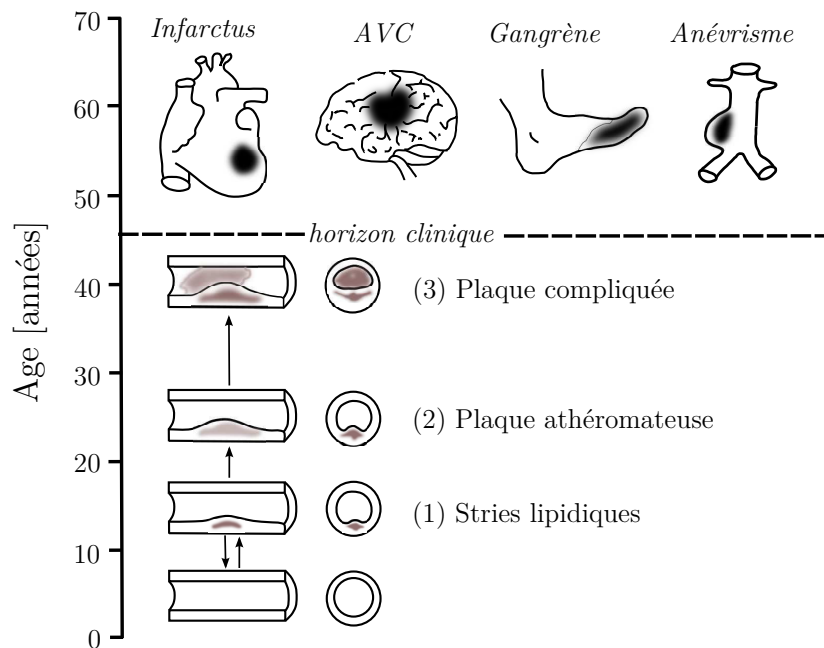 70
Infarctus
AVC
Gangrène
Anévrisme
60
50
horizon clinique
Age [années]
40
(3) Plaque compliquée
30
(2) Plaque athéromateuse
20
(1) Stries lipidiques
10
0